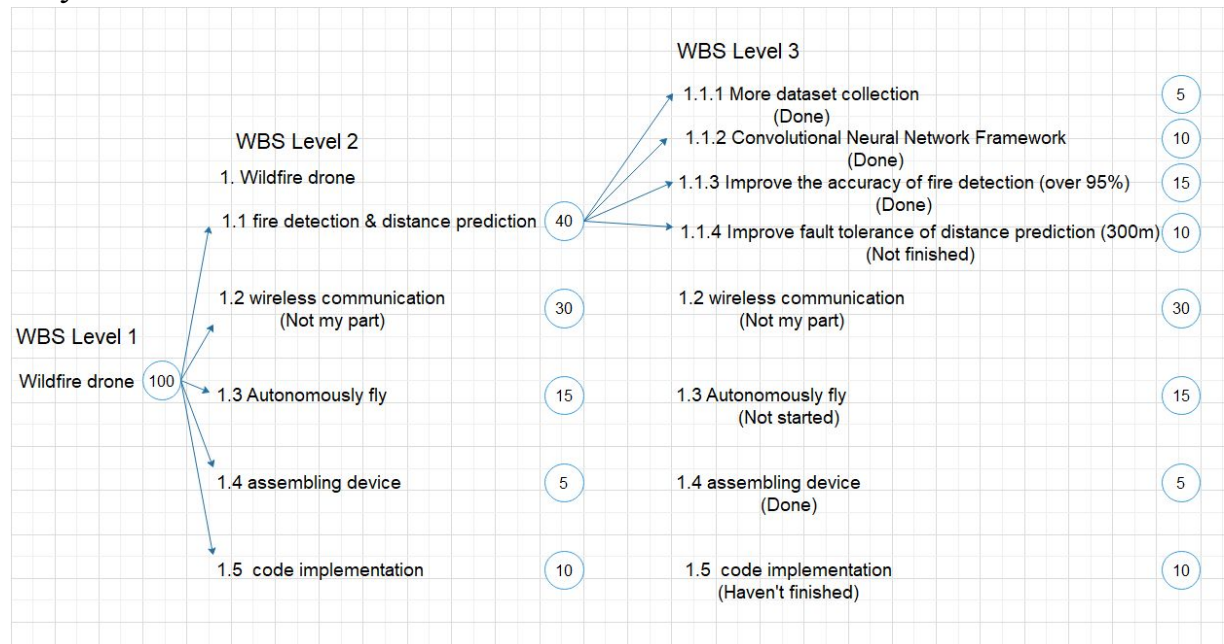 WBS Level 3
1.1.1 More dataset collection
(Done)
5
1.1.2 Convolutional Neural Network Framework
(Done)
10
1.1.3 Improve the accuracy of fire detection (over 95%)
(Done)
15
1.1.4 Improve fault tolerance of distance prediction (300m)
(Not finished)
10
WBS Level 2
1. Wildfire drone
1.1 fire detection & distance prediction
40
1.2 wireless communication
(Not my part)
30
1.2 wireless communication
(Not my part)
30
WBS Level 1
Wildfire drone
100
1.3 Autonomously fly
15
1.3 Autonomously fly
(Not started)
15
1.4 assembling device
5
1.4 assembling device
(Done)
5
1.5 code implementation
10
1.5 code implementation
(Haven't finished)
10